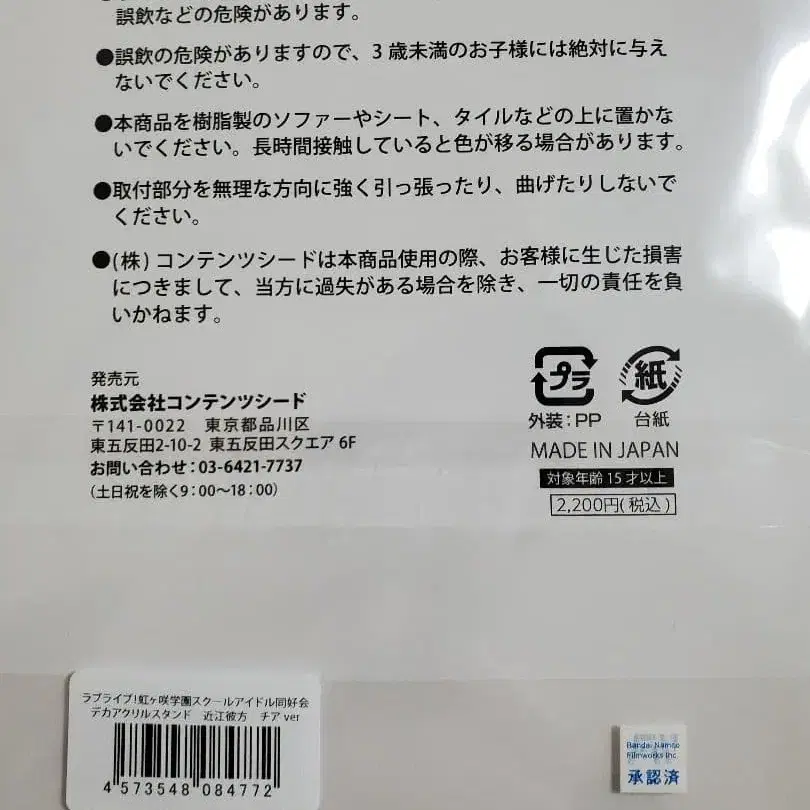 誤飲などの危険があります。
●誤飲の危険がありますので、3歳未満のお子様には絶対に与え
ないでください。
●本商品を樹脂製のソファーやシート、タイルなどの上に置かな
いでください。長時間接触していると色が移る場合があります。
●取付部分を無理な方向に強く引っ張ったり、曲げたりしないで
ください。
●(株)コンテンツシードは本商品使用の際、お客様に生じた損害
につきまして、当方に過失がある場合を除き、一切の責任を負
いかねます。
発売元
株式会社コンテンツシード
〒141-0022 東京都品川区
東五反田2-10-2 東五反田スクエア 6F
お問い合わせ:03-6421-7737
(土日祝を除く9:00〜18:00)
プラ
紙
外装:PP
台紙
MADE IN JAPAN
対象年齢15才以上
2,200円(税込)
ラブライブ!虹ヶ咲学園スクールアイドル同好会
デカアクリルスタンド 近江彼方 チア ver
4 573548 084772
Bandai Namco
Filmworks Inc.
承認済